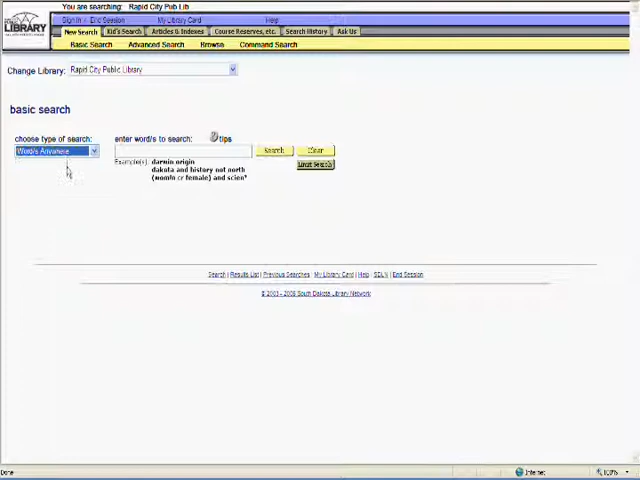 You are searching: Rapid City Pub Lib
LIBRARY
Sign In / End Session My Library Card Help
New Search Kid's Search Articles & Indexes Course Reserves, etc. Search History Ask Us
Basic Search Advanced Search Browse Command Search
Change Library: Rapid City Public Library
basic search
choose type of search: enter word/s to search: tips
Word/s Anywhere Search Clear
Example(s): darwin origin Limit Search
dakota and history not north
(wom?n or female) and scien*
Search | Results List | Previous Searches | My Library Card | Help | SDLN | End Session
© 2003 - 2008 South Dakota Library Network
Done Internet 100%